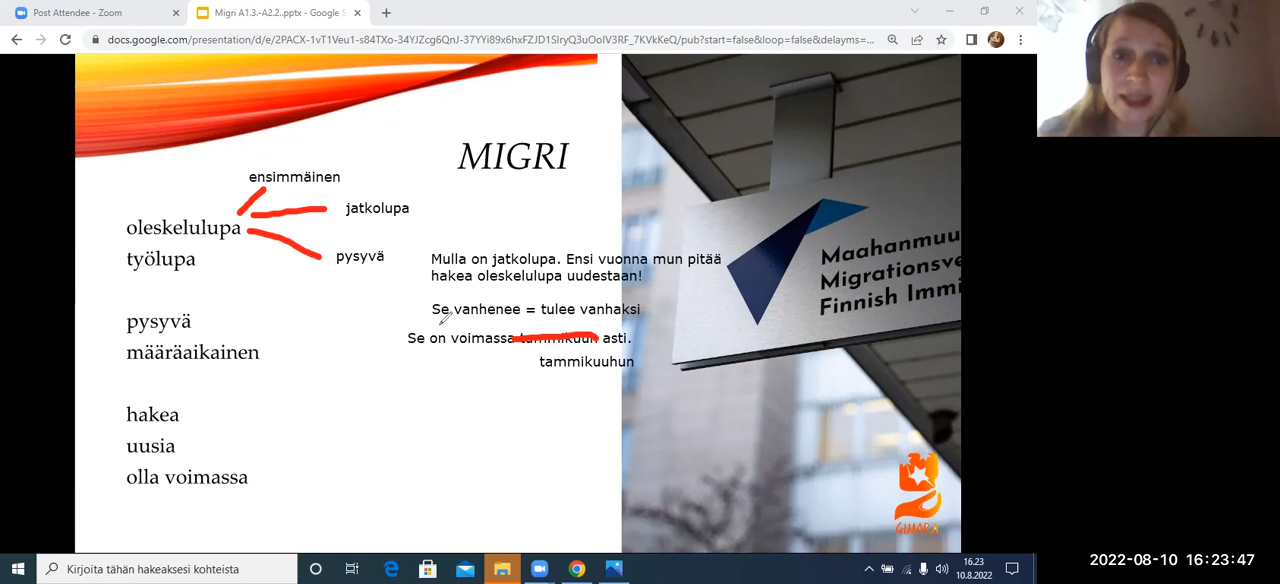 Post Attendee - Zoom
Migri A1.3.-A2.2..pptx - Google S
docs.google.com/presentation/d/e/2PACX-1vT1Veu1-s84TXo-34YJZcg6QnJ-37YYi89x6hxFZJD1SIryQ3uOoIV3RF_7KVkKeQ/pub?start=false&loop=false&delayms=...
MIGRI
ensimmäinen
jatkolupa
oleskelulupa
pysyvä
työlupa
Mulla on jatkolupa. Ensi vuonna mun pitää
hakea oleskelulupa uudestaan!
Se vanhenee = tulee vanhaksi
Se on voimassa tammikuun asti.
tammikuuhun
pysyvä
määräaikainen
hakea
uusia
olla voimassa
Maahanmuu
Migrationsve
Finnish Immi
GIMARA
Kirjoita tähän hakeaksesi kohteista
16.23
10.8.2022
2022-08-10 16:23:47